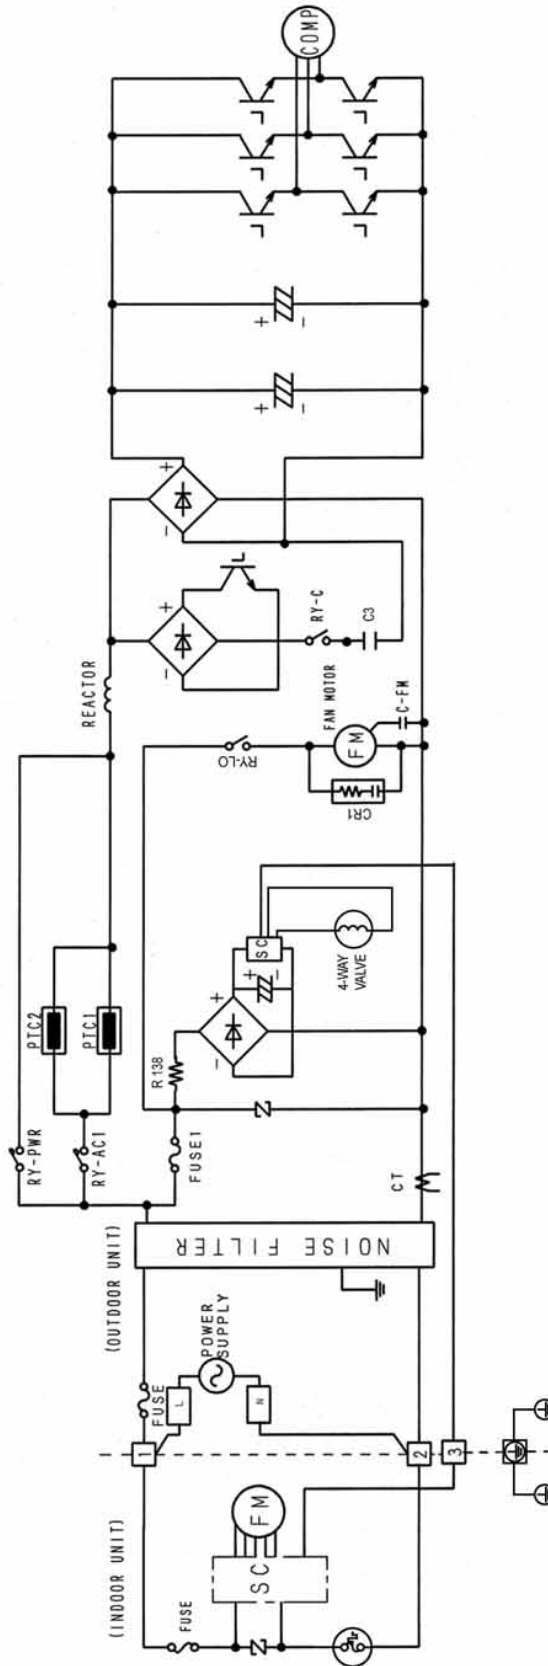 (INDOOR UNIT)
FUSE
SC
FM
1
2
3
L
N
POWER
SUPPLY
FUSE
(OUTDOOR UNIT)
NOISE FILTER
CT
RY-PWR
RY-AC1
FUSE1
PTC2
PTC1
R138
+
-
+
-
SC
4-WAY
VALVE
REACTOR
RY-LO
CR1
FAN MOTOR
FM
C-FM
+
-
RY-C
C3
+
-
+
-
+
-
COMP